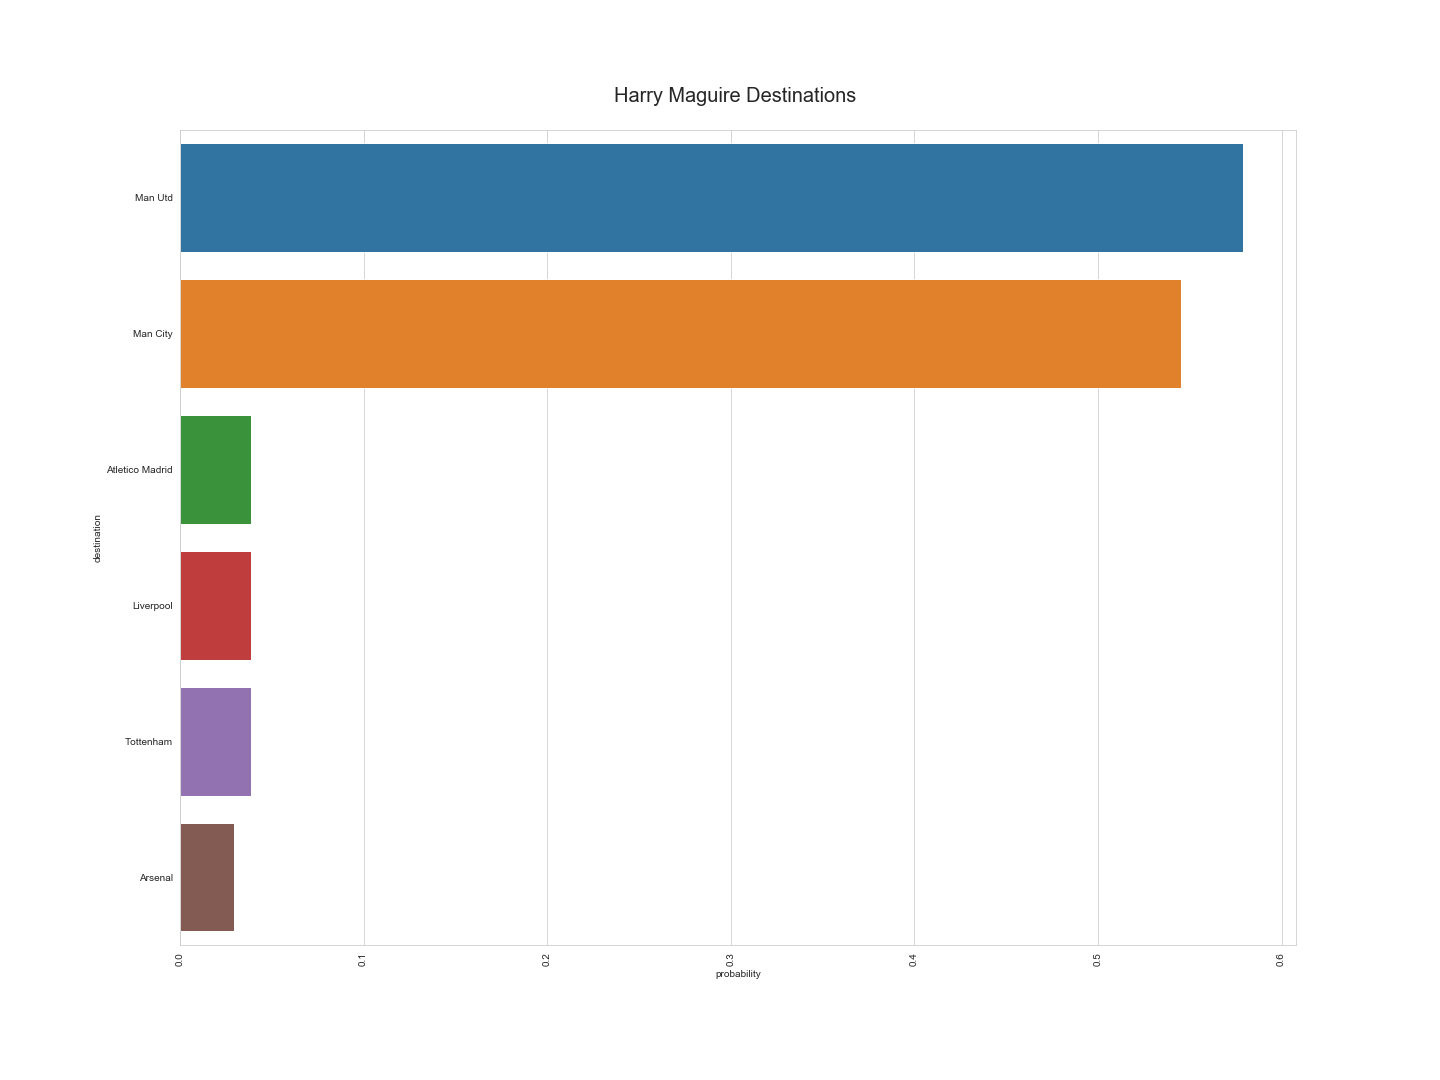 Harry Maguire Destinations
Man Utd
Man City
Atletico Madrid
Liverpool
Tottenham
Arsenal
destination
0.0 0.1 0.2 0.3 0.4 0.5 0.6
probability